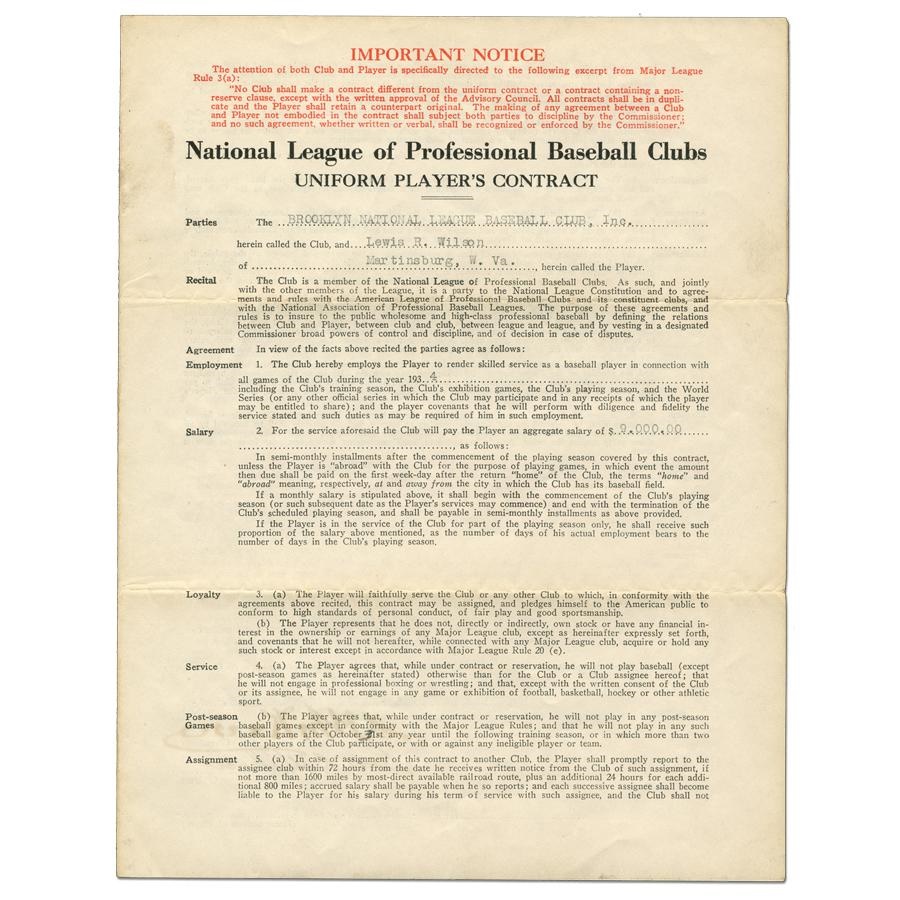 IMPORTANT NOTICE
The attention of both Club and Player is specifically directed to the following excerpt from Major League
Rule 3(a):
"No Club shall make a contract different from the uniform contract or a contract containing a non-
reserve clause, except with the written approval of the Advisory Council. All contracts shall be in dupli-
cate and the Player shall retain a counterpart original. The making of any agreement between a Club
and Player not embodied in the contract shall subject both parties to discipline by the Commissioner;
and no such agreement, whether written or verbal, shall be recognized or enforced by the Commissioner."
National League of Professional Baseball Clubs
UNIFORM PLAYER'S CONTRACT
Parties The BROOKLYN NATIONAL LEAGUE BASEBALL CLUB, Inc.
herein called the Club, and Lewis R. Wilson
of Martinsburg, W. Va., herein called the Player.
Recital The Club is a member of the National League of Professional Baseball Clubs. As such, and jointly
with the other members of the League, it is a party to the National League Constitution and to agree-
ments and rules with the American League of Professional Baseball Clubs and its constituent clubs, and
with the National Association of Professional Baseball Leagues. The purpose of these agreements and
rules is to insure to the public wholesome and high-class professional baseball by defining the relations
between Club and Player, between club and club, between league and league, and by vesting in a designated
Commissioner broad powers of control and discipline, and of decision in case of disputes.
Agreement In view of the facts above recited the parties agree as follows:
Employment 1. The Club hereby employs the Player to render skilled service as a baseball player in connection with
all games of the Club during the year 193 4
including the Club's training season, the Club's exhibition games, the Club's playing season, and the World
Series (or any other official series in which the Club may participate and in any receipts of which the player
may be entitled to share); and the player covenants that he will perform with diligence and fidelity the
service stated and such duties as may be required of him in such employment.
Salary 2. For the service aforesaid the Club will pay the Player an aggregate salary of $ 9,000.00
, as follows:
In semi-monthly installments after the commencement of the playing season covered by this contract,
unless the Player is "abroad" with the Club for the purpose of playing games, in which event the amount
then due shall be paid on the first week-day after the return "home" of the Club, the terms "home" and
"abroad" meaning, respectively, at and away from the city in which the Club has its baseball field.
If a monthly salary is stipulated above, it shall begin with the commencement of the Club's playing
season (or such subsequent date as the Player's services may commence) and end with the termination of the
Club's scheduled playing season, and shall be payable in semi-monthly installments as above provided.
If the Player is in the service of the Club for part of the playing season only, he shall receive such
proportion of the salary above mentioned, as the number of days of his actual employment bears to the
number of days in the Club's playing season.
Loyalty 3. (a) The Player will faithfully serve the Club or any other Club to which, in conformity with the
agreements above recited, this contract may be assigned, and pledges himself to the American public to
conform to high standards of personal conduct, of fair play and good sportsmanship.
(b) The Player represents that he does not, directly or indirectly, own stock or have any financial in-
terest in the ownership or earnings of any Major League club, except as hereinafter expressly set forth,
and covenants that he will not hereafter, while connected with any Major League club, acquire or hold any
such stock or interest except in accordance with Major League Rule 20 (e).
Service 4. (a) The Player agrees that, while under contract or reservation, he will not play baseball (except
post-season games as hereinafter stated) otherwise than for the Club or a Club assignee hereof; that
he will not engage in professional boxing or wrestling; and that, except with the written consent of the Club
or its assignee, he will not engage in any game or exhibition of football, basketball, hockey or other athletic
sport.
Post-season (b) The Player agrees that, while under contract or reservation, he will not play in any post-season
Games baseball games except in conformity with the Major League Rules; and that he will not play in any such
baseball game after October 31st any year until the following training season, or in which more than two
other players of the Club participate, or with or against any ineligible player or team.
Assignment 5. (a) In case of assignment of this contract to another Club, the Player shall promptly report to the
assignee club within 72 hours from the date he receives written notice from the Club of such assignment, if
not more than 1600 miles by most-direct available railroad route, plus an additional 24 hours for each addi-
tional 800 miles; accrued salary shall be payable when he so reports; and each successive assignee shall become
liable to the Player for his salary during his term of service with such assignee, and the Club shall not